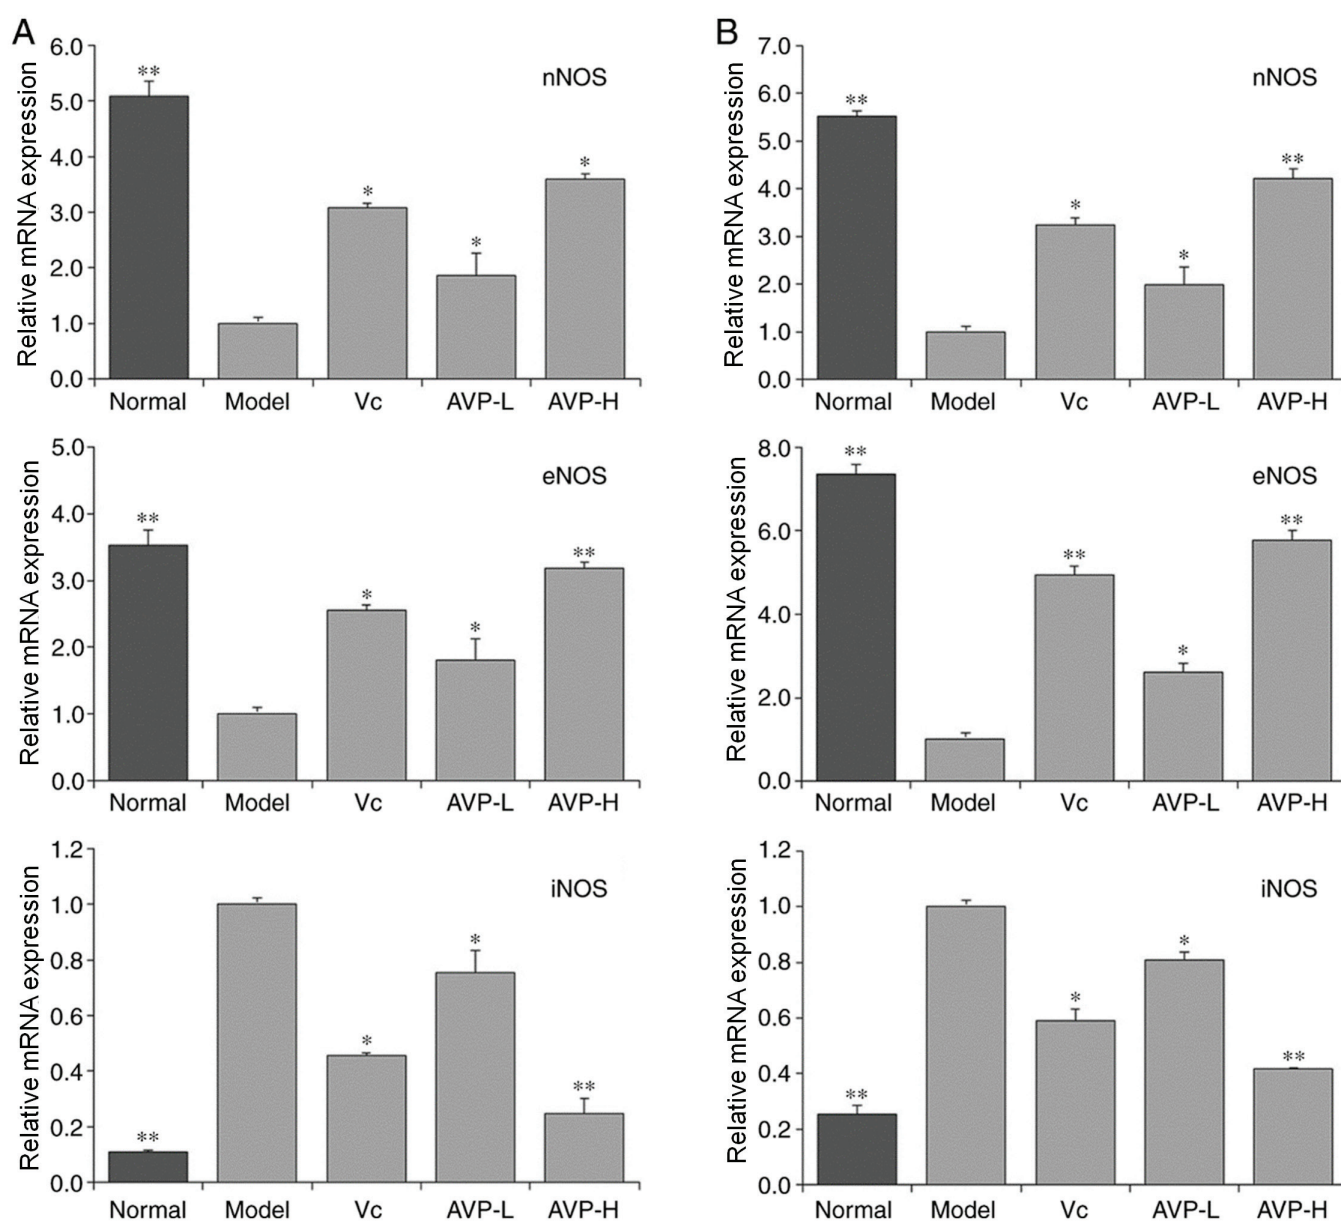 A
Relative mRNA expression
6.0
5.0
4.0
3.0
2.0
1.0
0.0
nNOS
** * * *
Normal Model Vc AVP-L AVP-H
Relative mRNA expression
5.0
4.0
3.0
2.0
1.0
0.0
eNOS
** * * **
Normal Model Vc AVP-L AVP-H
Relative mRNA expression
1.2
1.0
0.8
0.6
0.4
0.2
0.0
iNOS
** * * **
Normal Model Vc AVP-L AVP-H
B
Relative mRNA expression
7.0
6.0
5.0
4.0
3.0
2.0
1.0
0.0
nNOS
** * * **
Normal Model Vc AVP-L AVP-H
Relative mRNA expression
8.0
6.0
4.0
2.0
0.0
eNOS
** ** * **
Normal Model Vc AVP-L AVP-H
Relative mRNA expression
1.2
1.0
0.8
0.6
0.4
0.2
0.0
iNOS
** * * **
Normal Model Vc AVP-L AVP-H